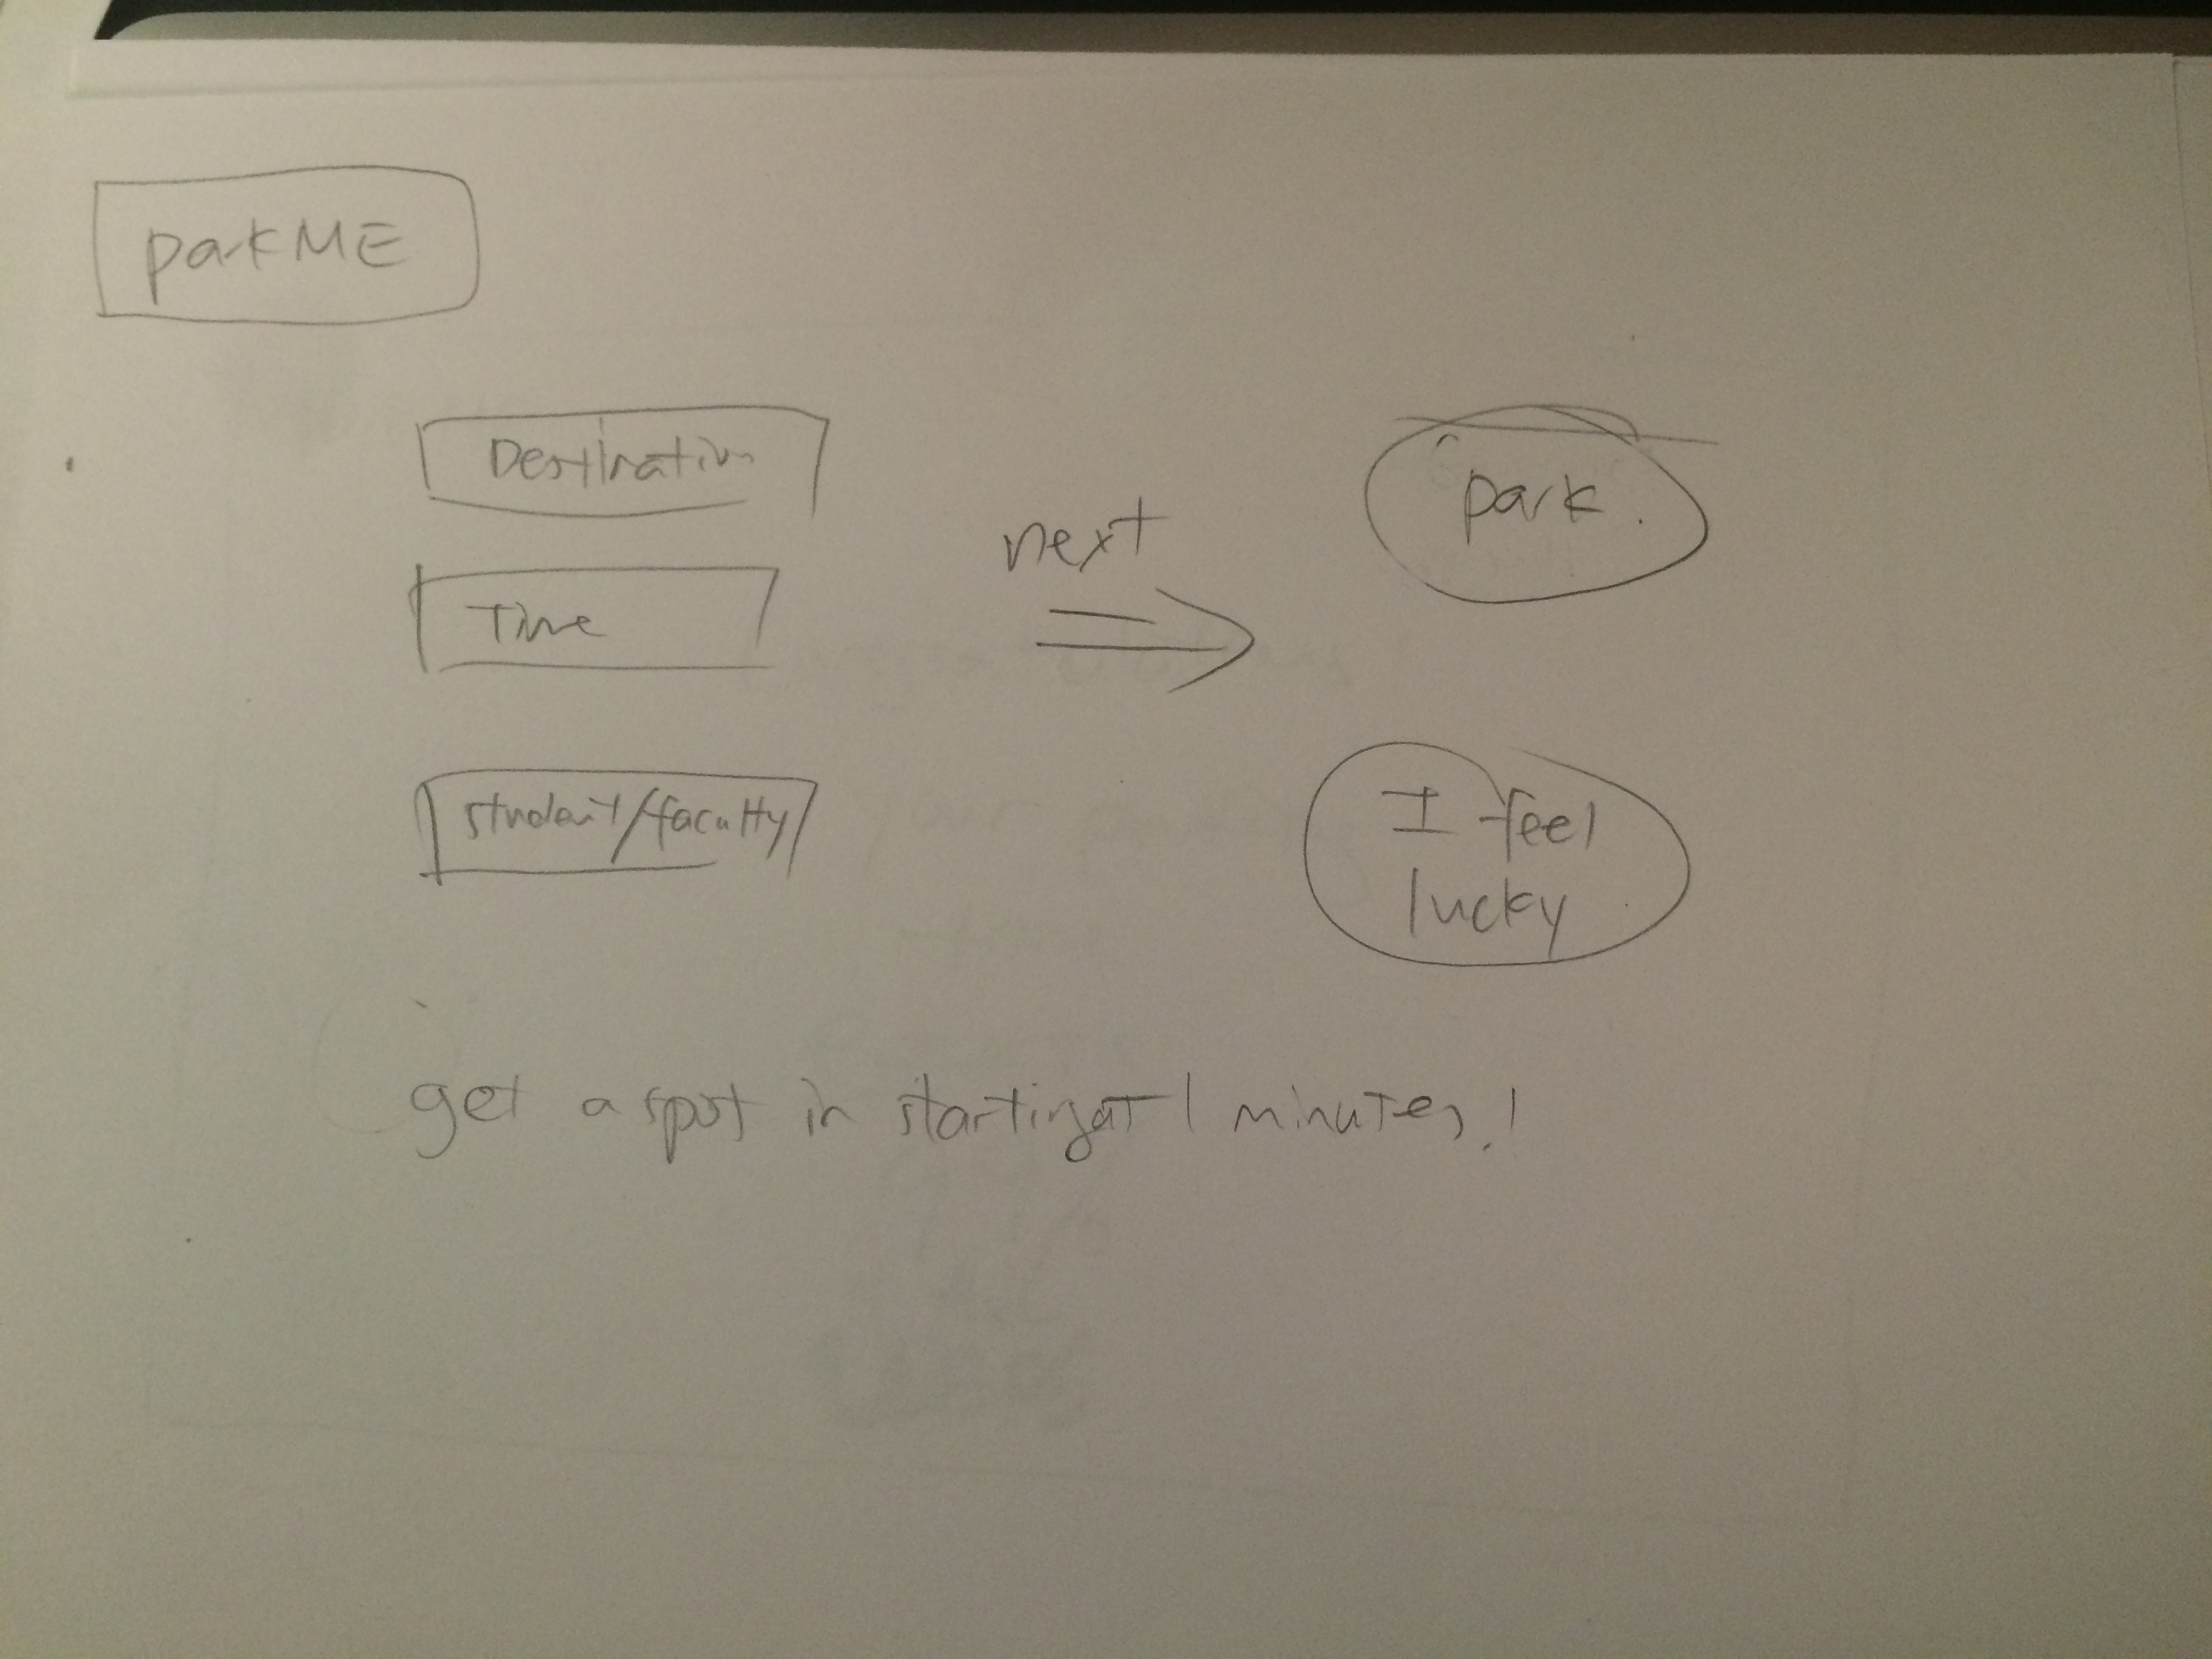 parkME
Destination
Time
student/faculty
next
park
I feel
lucky
get a spot in starting at 1 minutes!